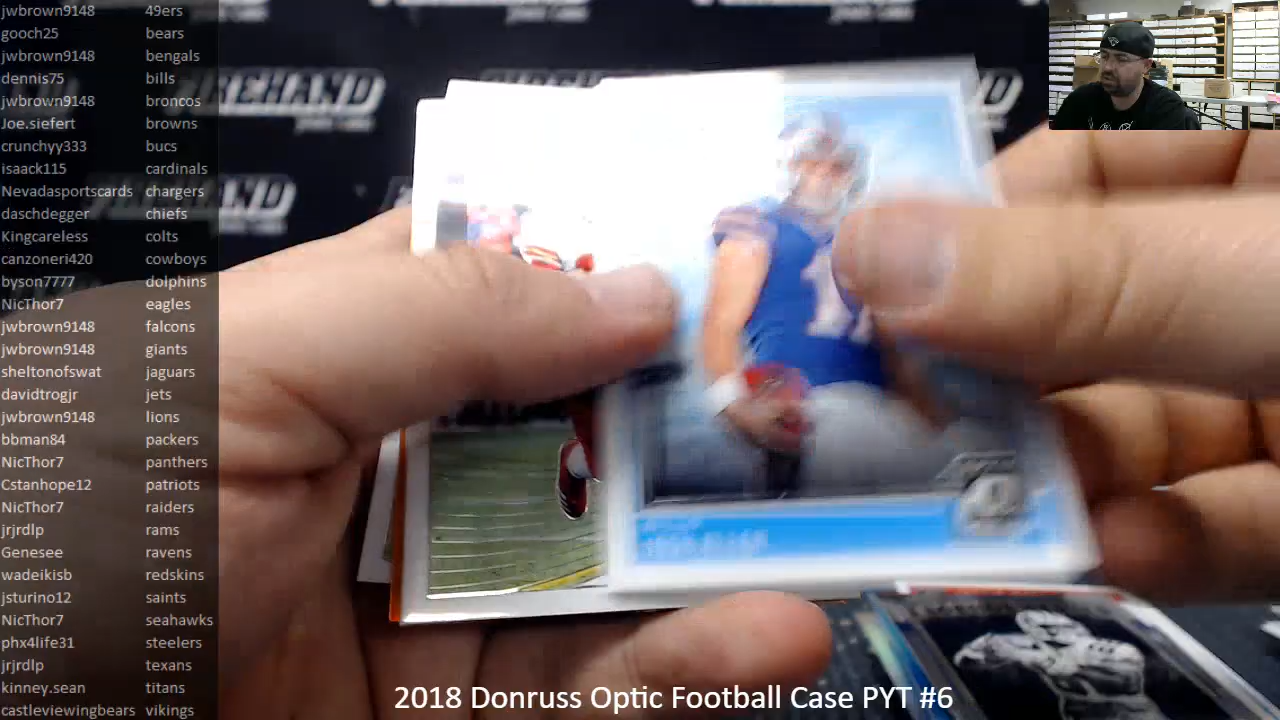 jwbrown9148 49ers
gooch25 bears
jwbrown9148 bengals
dennis75 bills
jwbrown9148 broncos
Joe.siefert browns
crunchyy333 bucs
isaack115 cardinals
Nevadasportscards chargers
daschdegger chiefs
Kingcareless colts
canzoneri420 cowboys
byson7777 dolphins
NicThor7 eagles
jwbrown9148 falcons
jwbrown9148 giants
sheltonofswat jaguars
davidtrogjr jets
jwbrown9148 lions
bbman84 packers
NicThor7 panthers
Cstanhope12 patriots
NicThor7 raiders
jrjrdlp rams
Genesee ravens
wadeikisb redskins
jsturino12 saints
NicThor7 seahawks
phx4life31 steelers
jrjrdlp texans
kinney.sean titans
castleviewingbears vikings
2018 Donruss Optic Football Case PYT #6